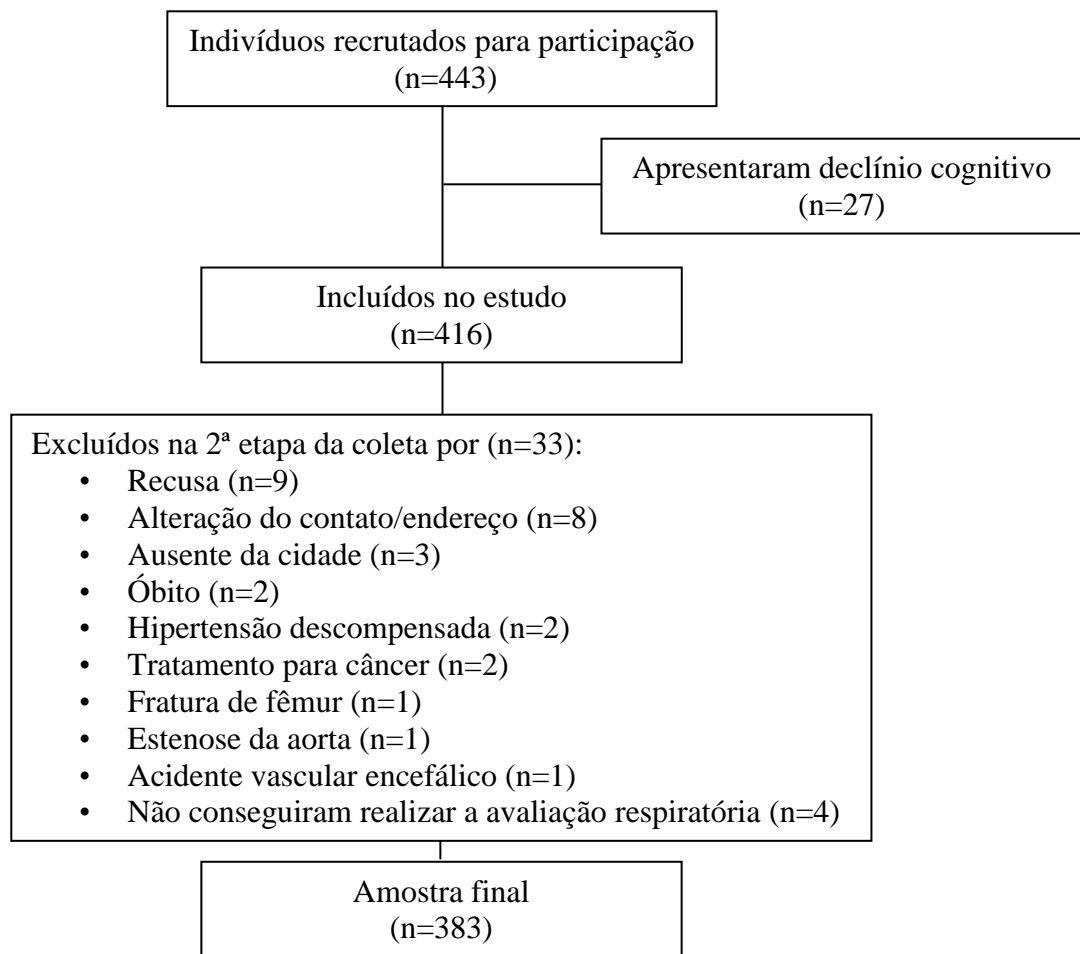 Indivíduos recrutados para participação
(n=443)
Apresentaram declínio cognitivo
(n=27)
Incluídos no estudo
(n=416)
Excluídos na 2ª etapa da coleta por (n=33):
• Recusa (n=9)
• Alteração do contato/endereço (n=8)
• Ausente da cidade (n=3)
• Óbito (n=2)
• Hipertensão descompensada (n=2)
• Tratamento para câncer (n=2)
• Fratura de fêmur (n=1)
• Estenose da aorta (n=1)
• Acidente vascular encefálico (n=1)
• Não conseguiram realizar a avaliação respiratória (n=4)
Amostra final
(n=383)